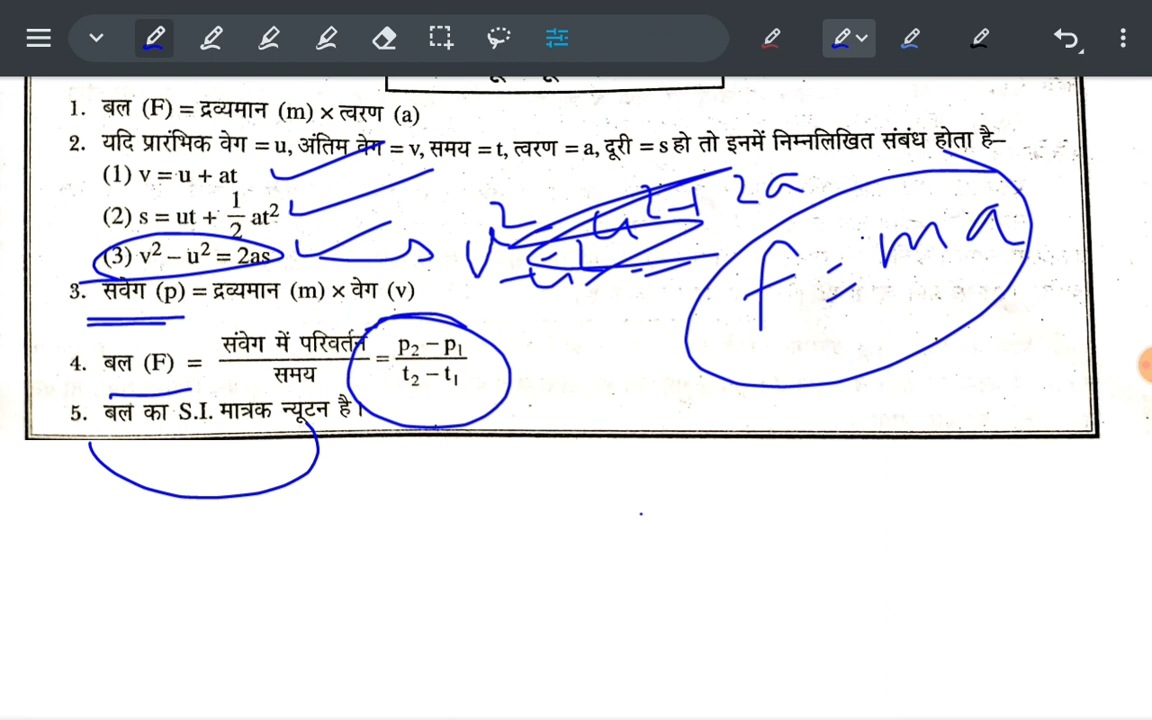 1. बल (F) = द्रव्यमान (m) × त्वरण (a)
2. यदि प्रारंभिक वेग = u, अंतिम वेग = v, समय = t, त्वरण = a, दूरी = s हो तो इनमें निम्नलिखित संबंध होता है–
(1) v = u + at
(2) s = ut + 1/2 at²
(3) v² – u² = 2as
3. संवेग (p) = द्रव्यमान (m) × वेग (v)
4. बल (F) = संवेग में परिवर्तन / समय = p₂ – p₁ / t₂ – t₁
5. बल का S.I. मात्रक न्यूटन है।
f = ma